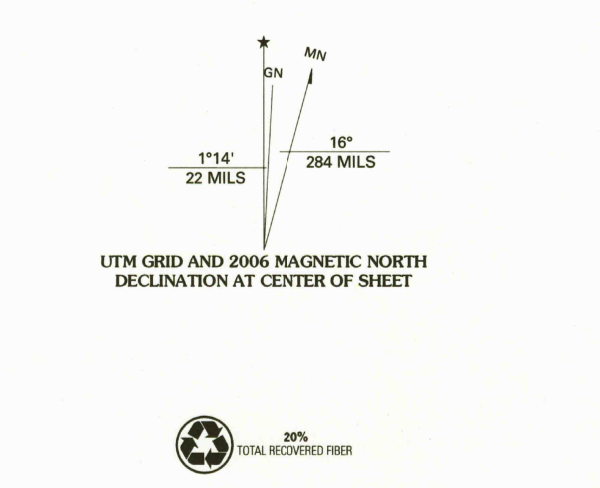 MN
GN
16°
284 MILS
1°14'
22 MILS
UTM GRID AND 2006 MAGNETIC NORTH
DECLINATION AT CENTER OF SHEET
20%
TOTAL RECOVERED FIBER